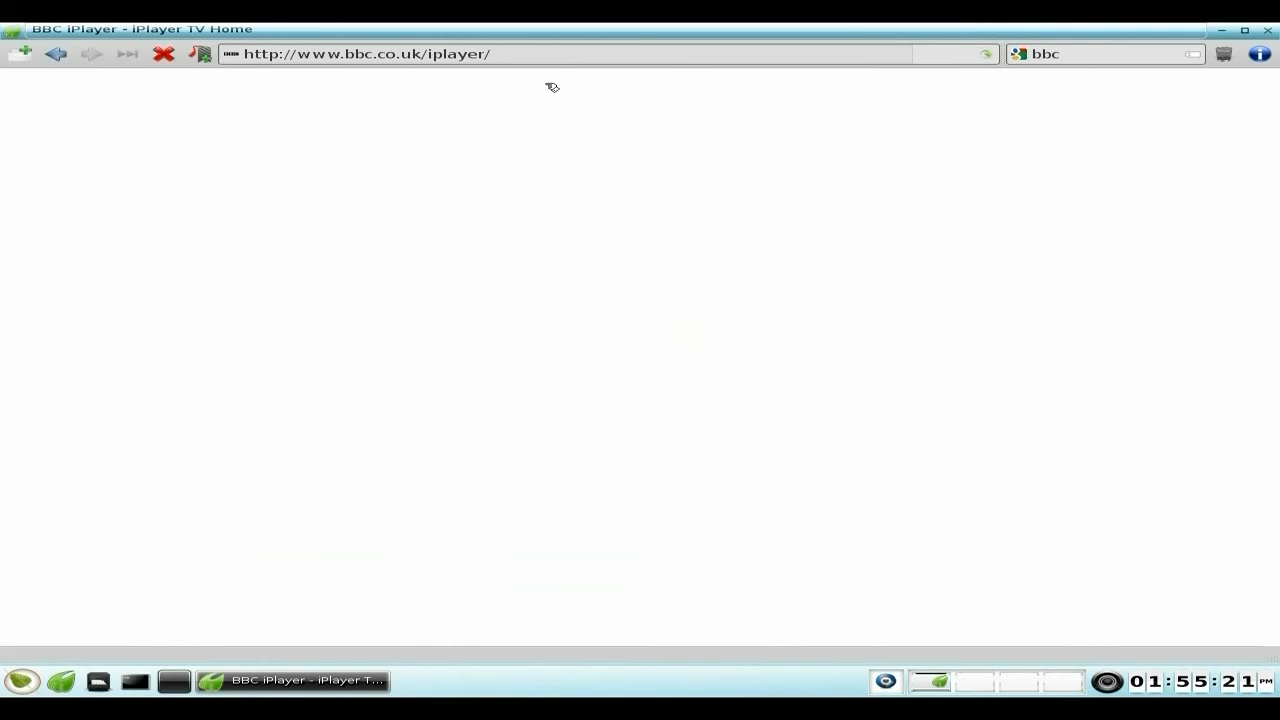 BBC iPlayer - iPlayer TV Home
http://www.bbc.co.uk/iplayer/
bbc
BBC iPlayer - iPlayer T...
01:55:21 PM